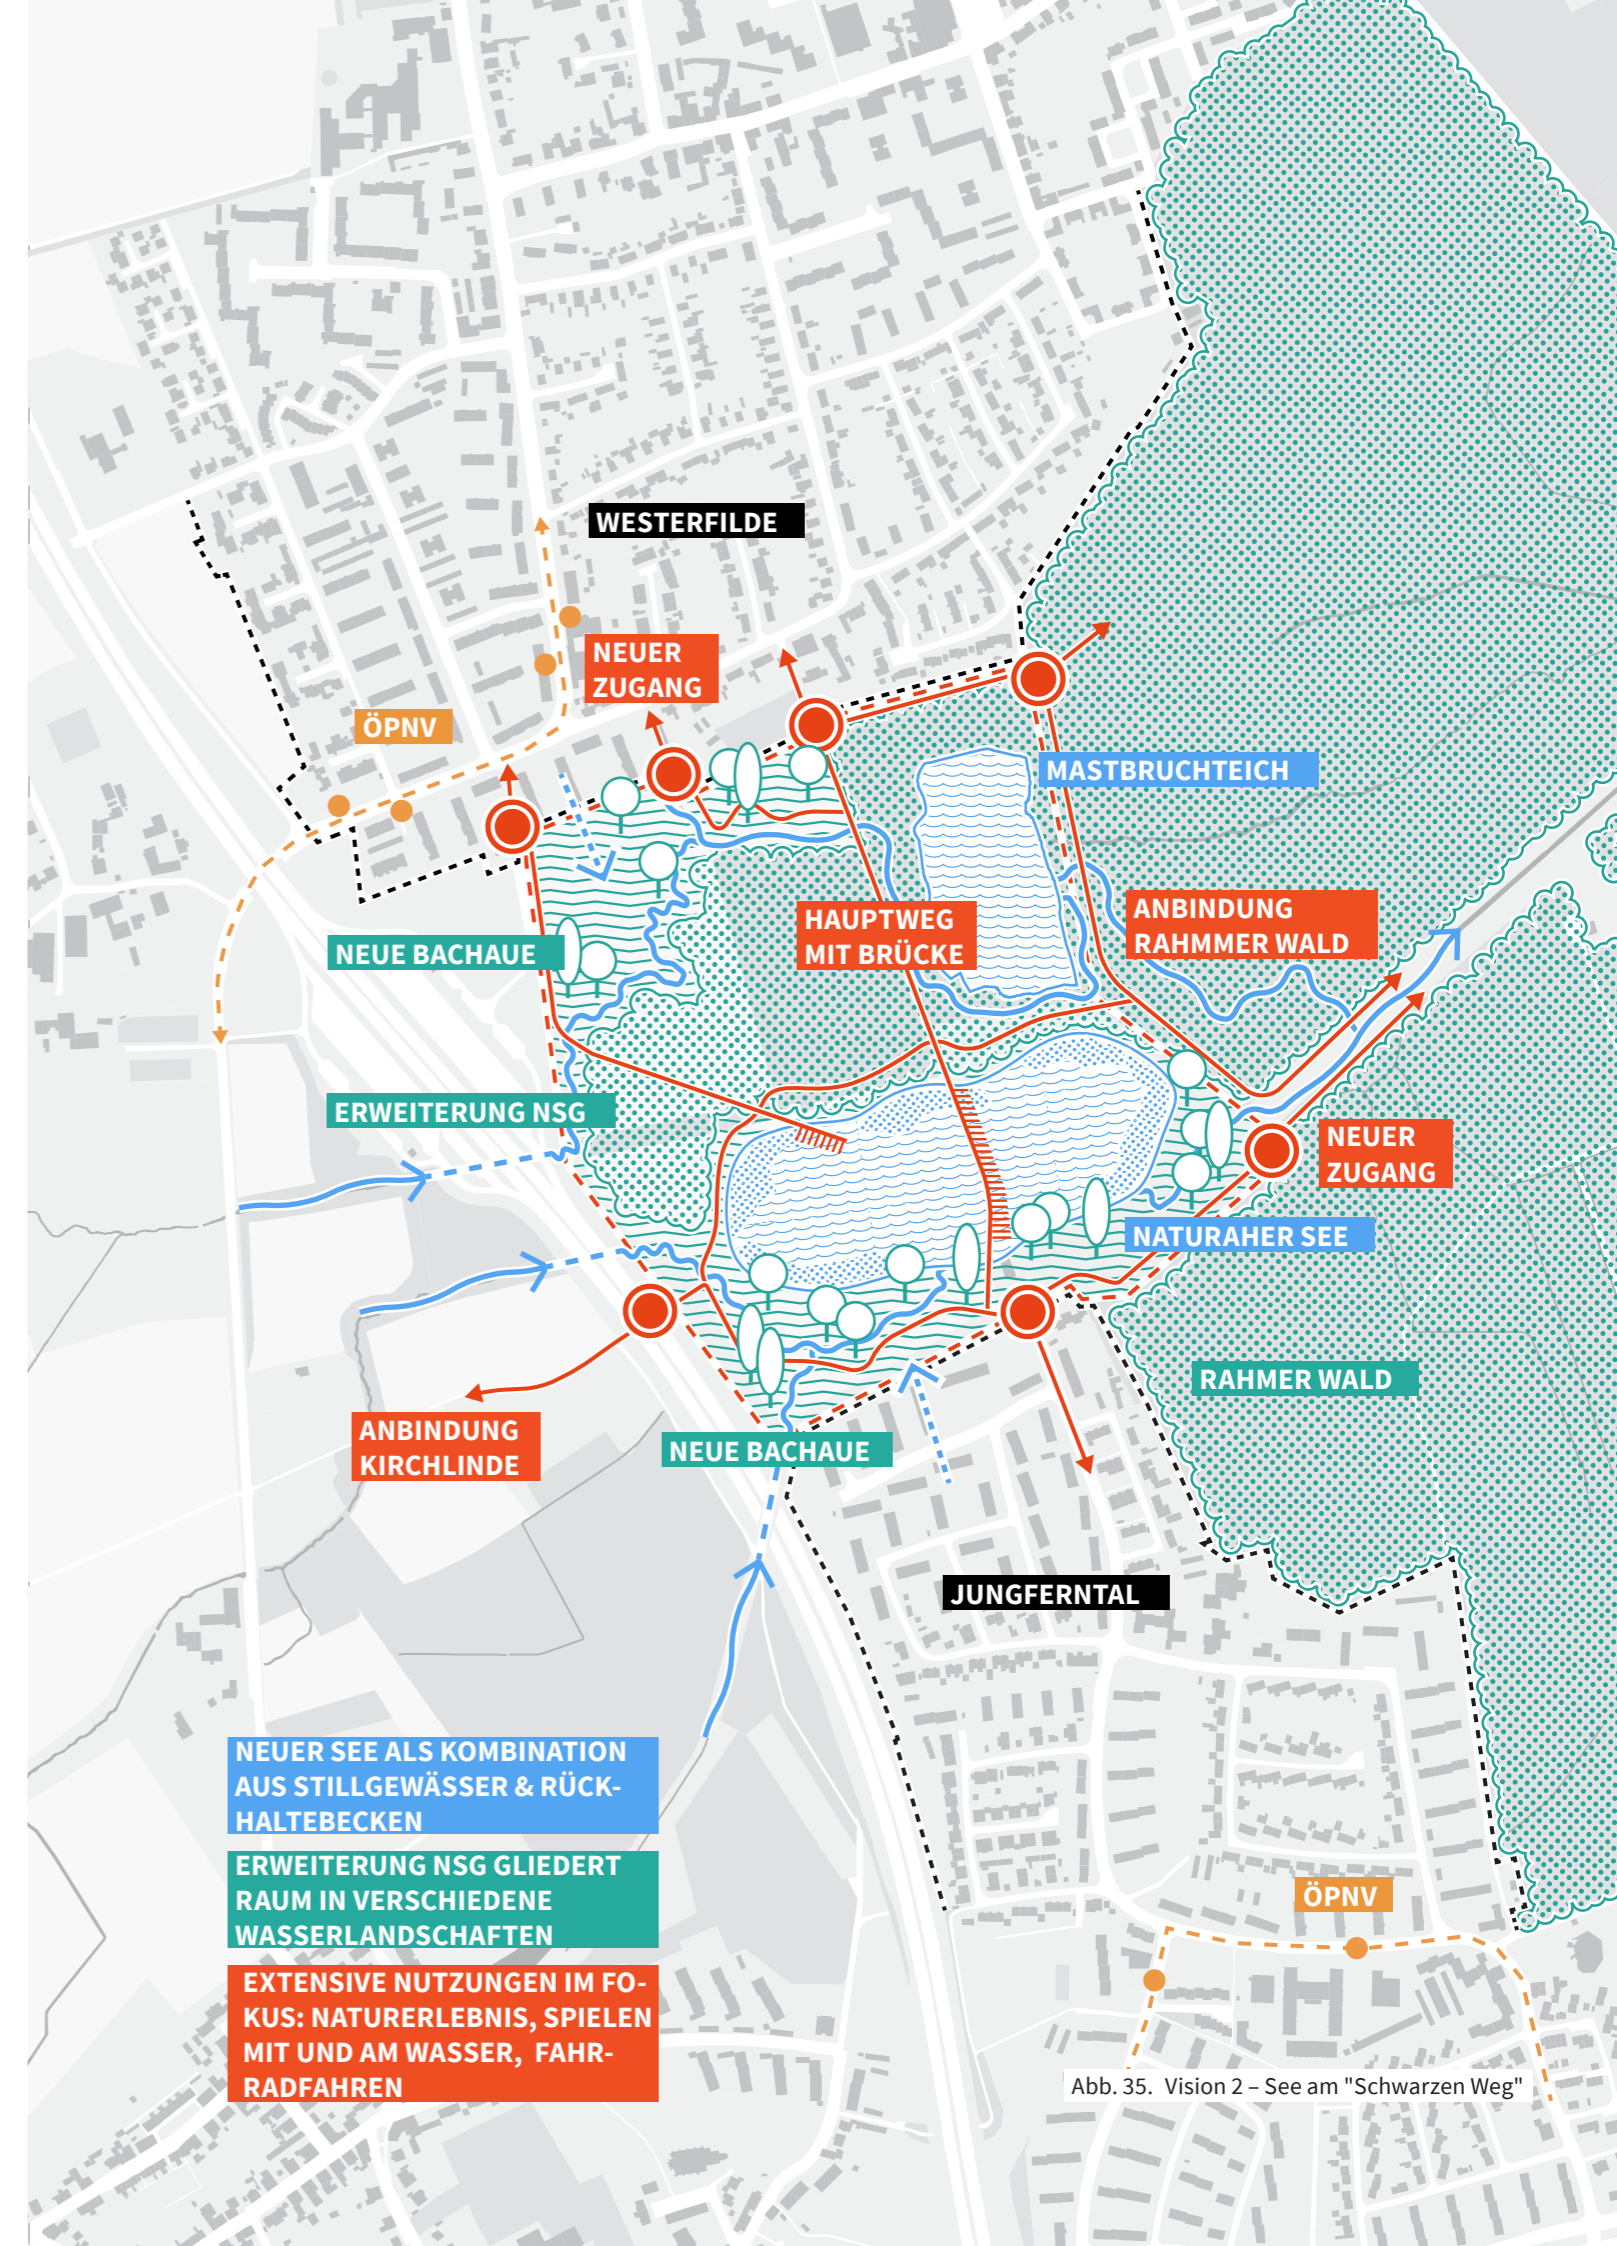 WESTERFILDE
NEUER
ZUGANG
ÖPNV
MASTBRUCHTEICH
HAUPTWEG
MIT BRÜCKE
ANBINDUNG
RAHMMER WALD
NEUE BACHAUE
ERWEITERUNG NSG
NEUER
ZUGANG
NATURAHER SEE
RAHMER WALD
ANBINDUNG
KIRCHLINDE
NEUE BACHAUE
JUNGFERNTAL
NEUER SEE ALS KOMBINATION
AUS STILLGEWÄSSER & RÜCK-
HALTEBECKEN
ERWEITERUNG NSG GLIEDERT
RAUM IN VERSCHIEDENE
WASSERLANDSCHAFTEN
EXTENSIVE NUTZUNGEN IM FO-
KUS: NATURERLEBNIS, SPIELEN
MIT UND AM WASSER, FAHR-
RADFAHREN
ÖPNV
Abb. 35. Vision 2 – See am "Schwarzen Weg"